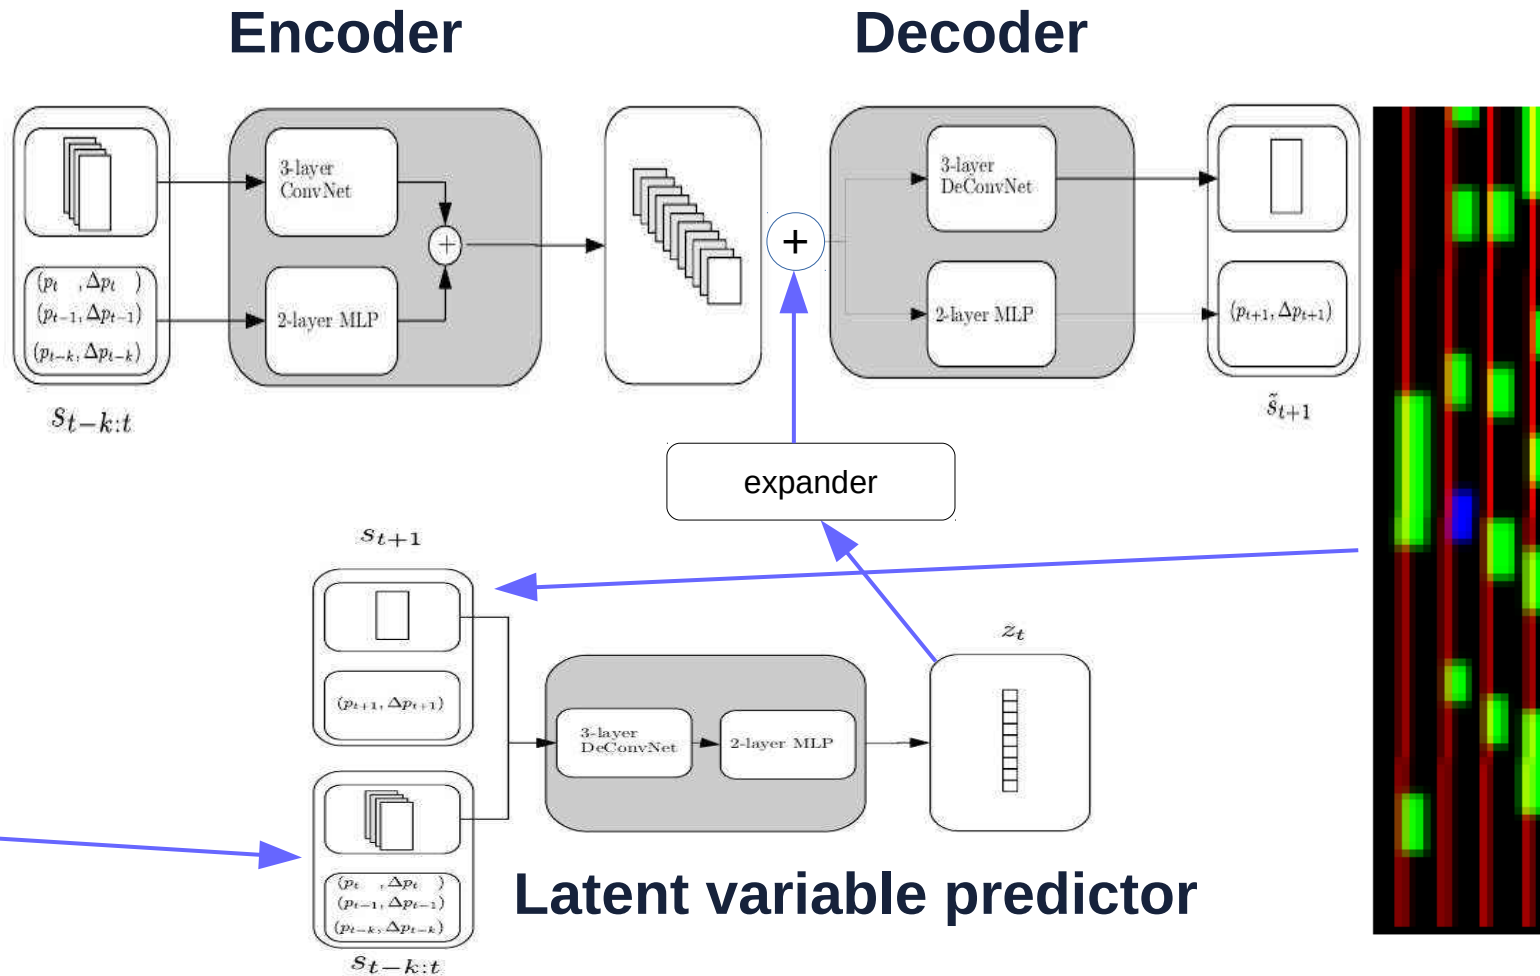 Encoder
Decoder
3-layer
ConvNet
+
2-layer MLP
(p_t , Δp_t )
(p_{t−1}, Δp_{t−1})
(p_{t−k}, Δp_{t−k})
s_{t−k:t}
+
3-layer
DeConvNet
2-layer MLP
(p_{t+1}, Δp_{t+1})
s̃_{t+1}
expander
s_{t+1}
(p_{t+1}, Δp_{t+1})
3-layer
DeConvNet
2-layer MLP
z_t
(p_t , Δp_t )
(p_{t−1}, Δp_{t−1})
(p_{t−k}, Δp_{t−k})
s_{t−k:t}
Latent variable predictor